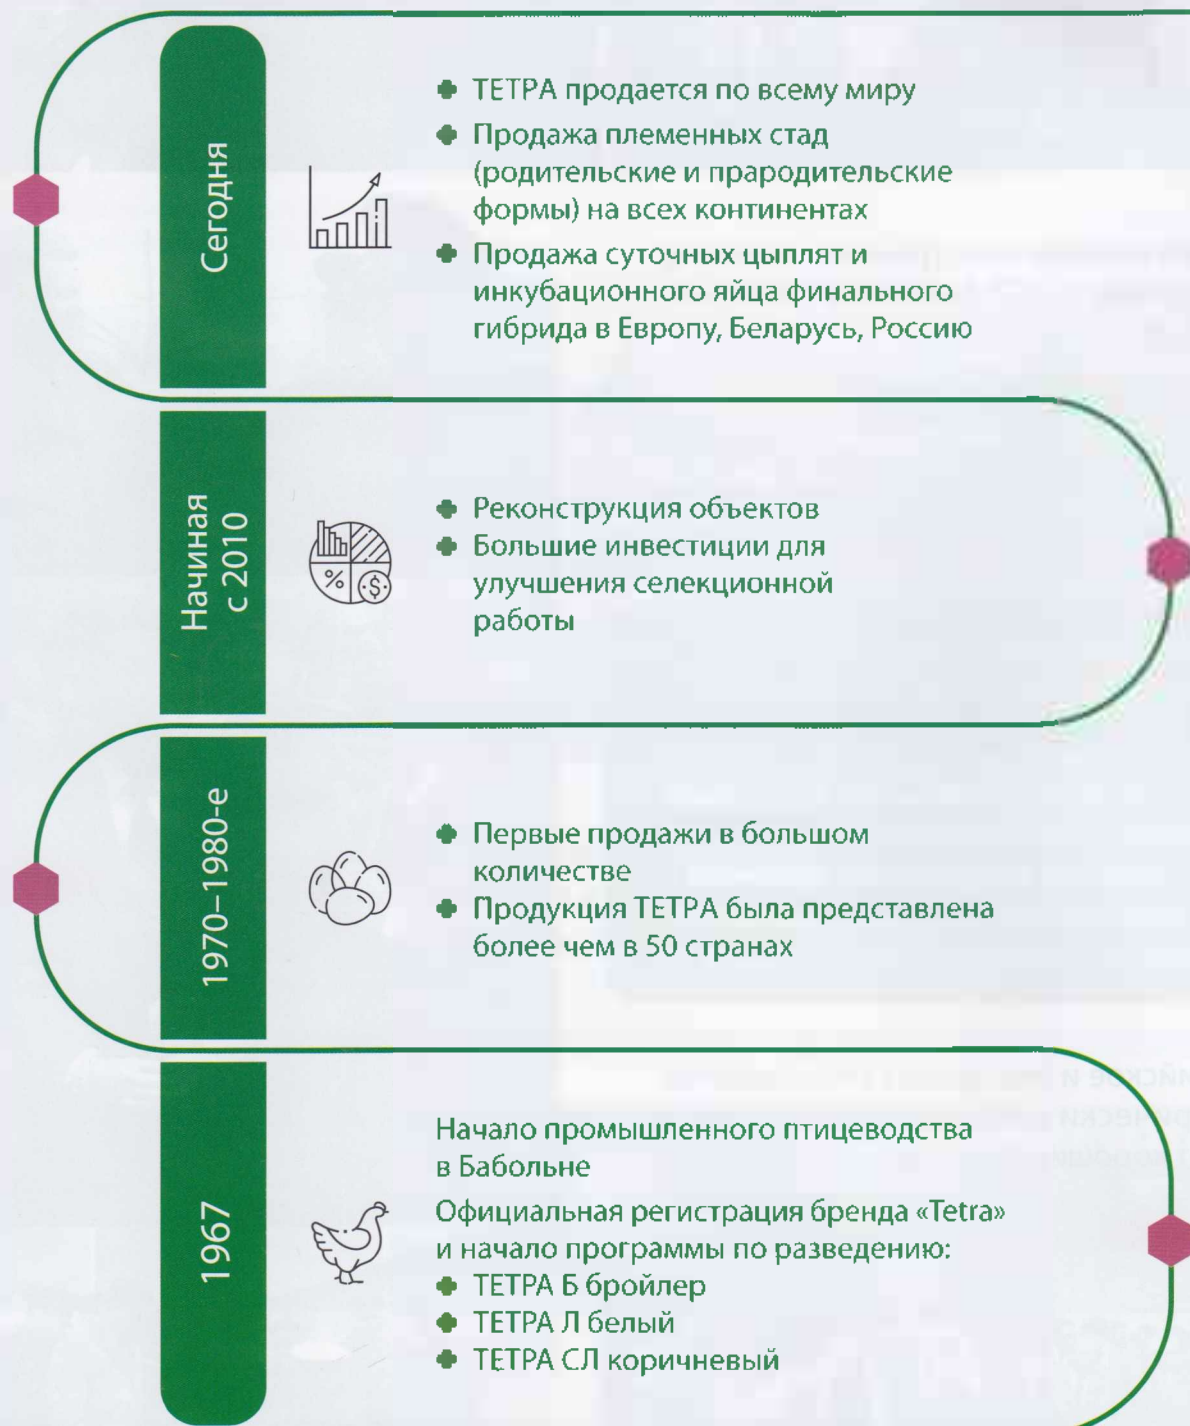 Сегодня
ТЕТРА продается по всему миру
Продажа племенных стад
(родительские и прародительские
формы) на всех континентах
Продажа суточных цыплят и
инкубационного яйца финального
гибрида в Европу, Беларусь, Россию
Начиная
с 2010
Реконструкция объектов
Большие инвестиции для
улучшения селекционной
работы
1970–1980-е
Первые продажи в большом
количестве
Продукция ТЕТРА была представлена
более чем в 50 странах
1967
Начало промышленного птицеводства
в Бабольне
Официальная регистрация бренда «Tetra»
и начало программы по разведению:
ТЕТРА Б бройлер
ТЕТРА Л белый
ТЕТРА СЛ коричневый